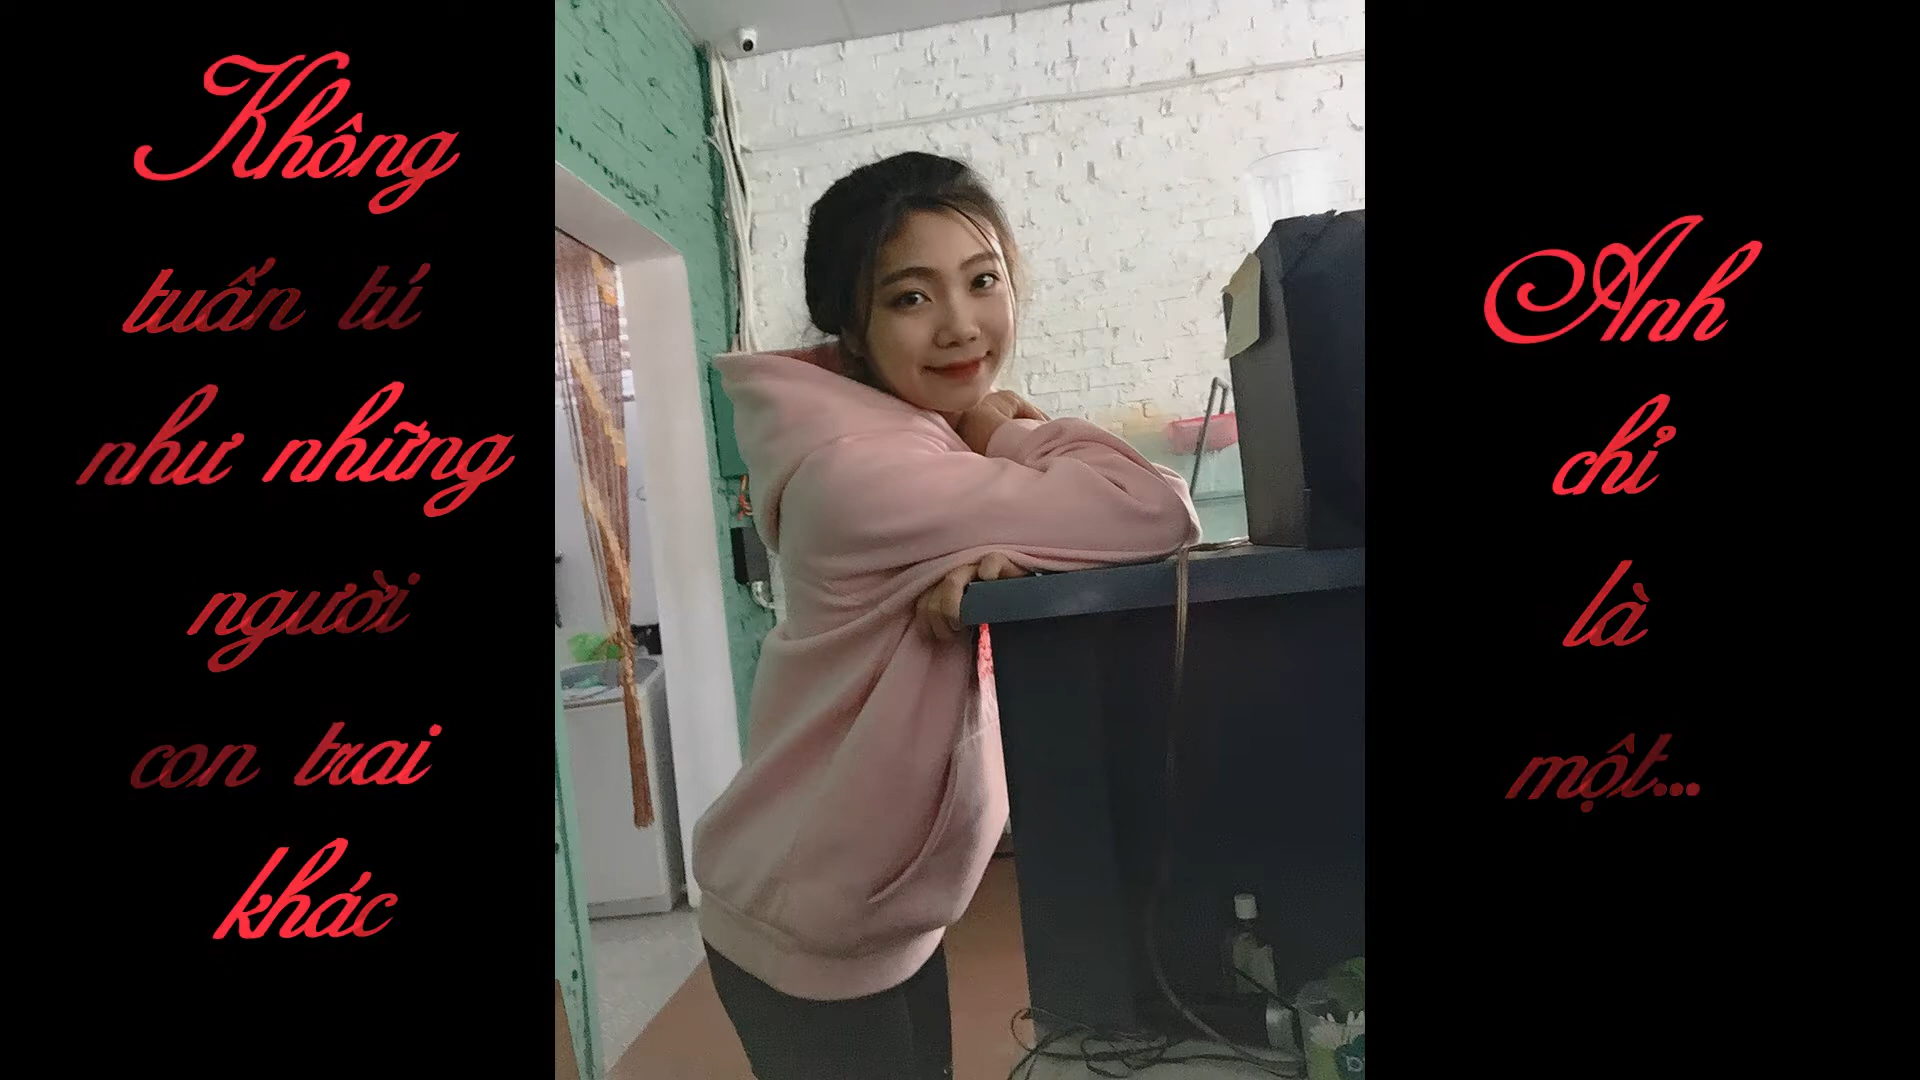 Không
tuấn tú
như những
người
con trai
khác
Anh
chỉ
là
một...